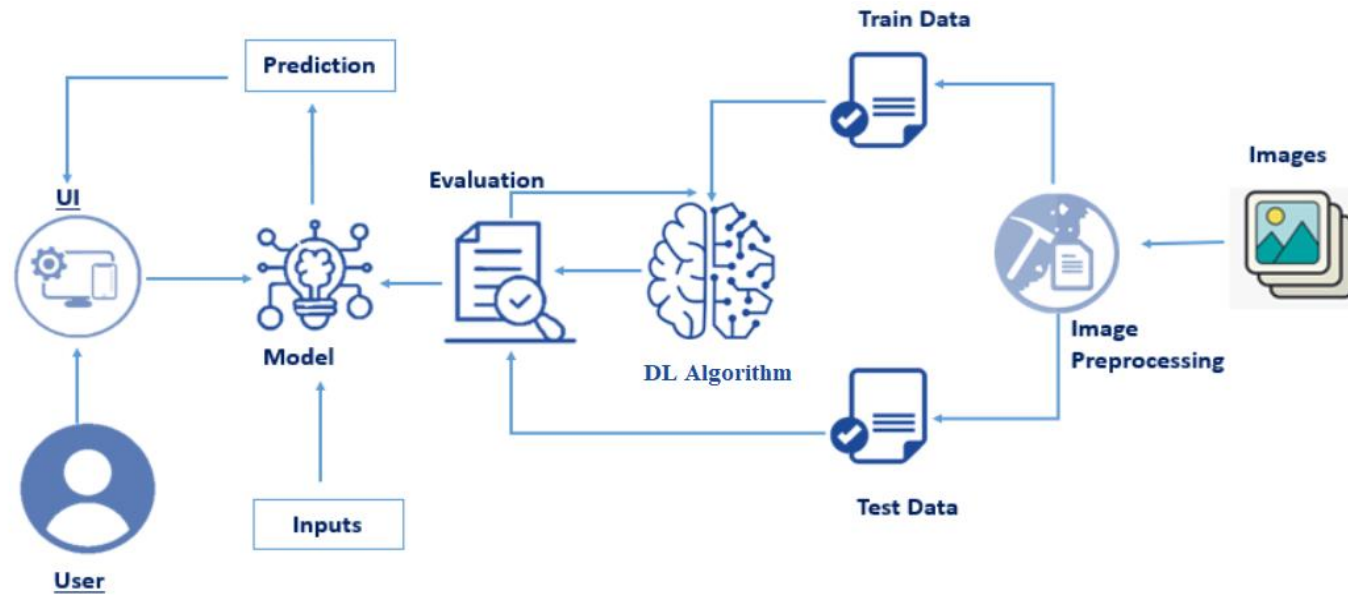 Train Data
Prediction
Images
Evaluation
UI
Image
Preprocessing
Model
DL Algorithm
Test Data
Inputs
User